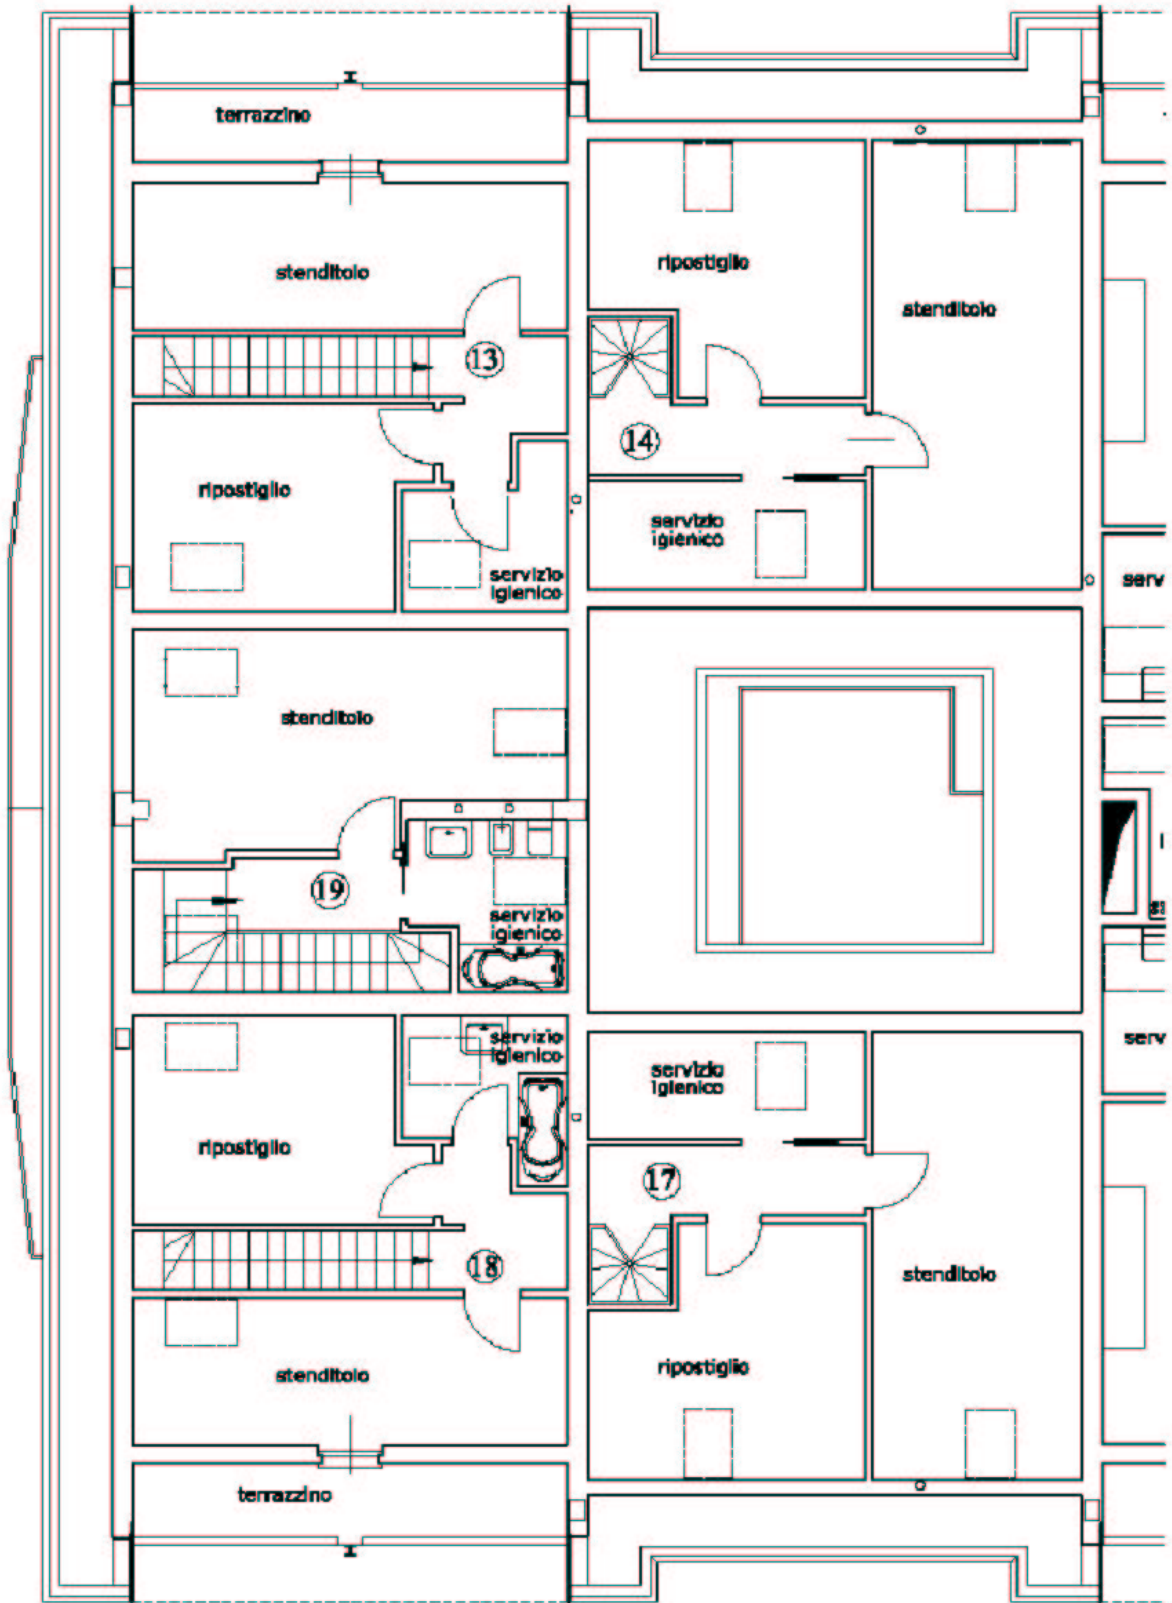 terrazzino
stenditoio
13
ripostiglio
servizio
igienico
ripostiglio
stenditoio
14
servizio
igienico
serv
stenditoio
19
servizio
igienico
servizio
igienico
ripostiglio
18
stenditoio
terrazzino
servizio
igienico
17
stenditoio
ripostiglio
serv